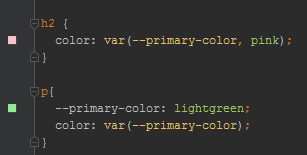 h2 {
  color: var(--primary-color, pink);
}

p{
  --primary-color: lightgreen;
  color: var(--primary-color);
}